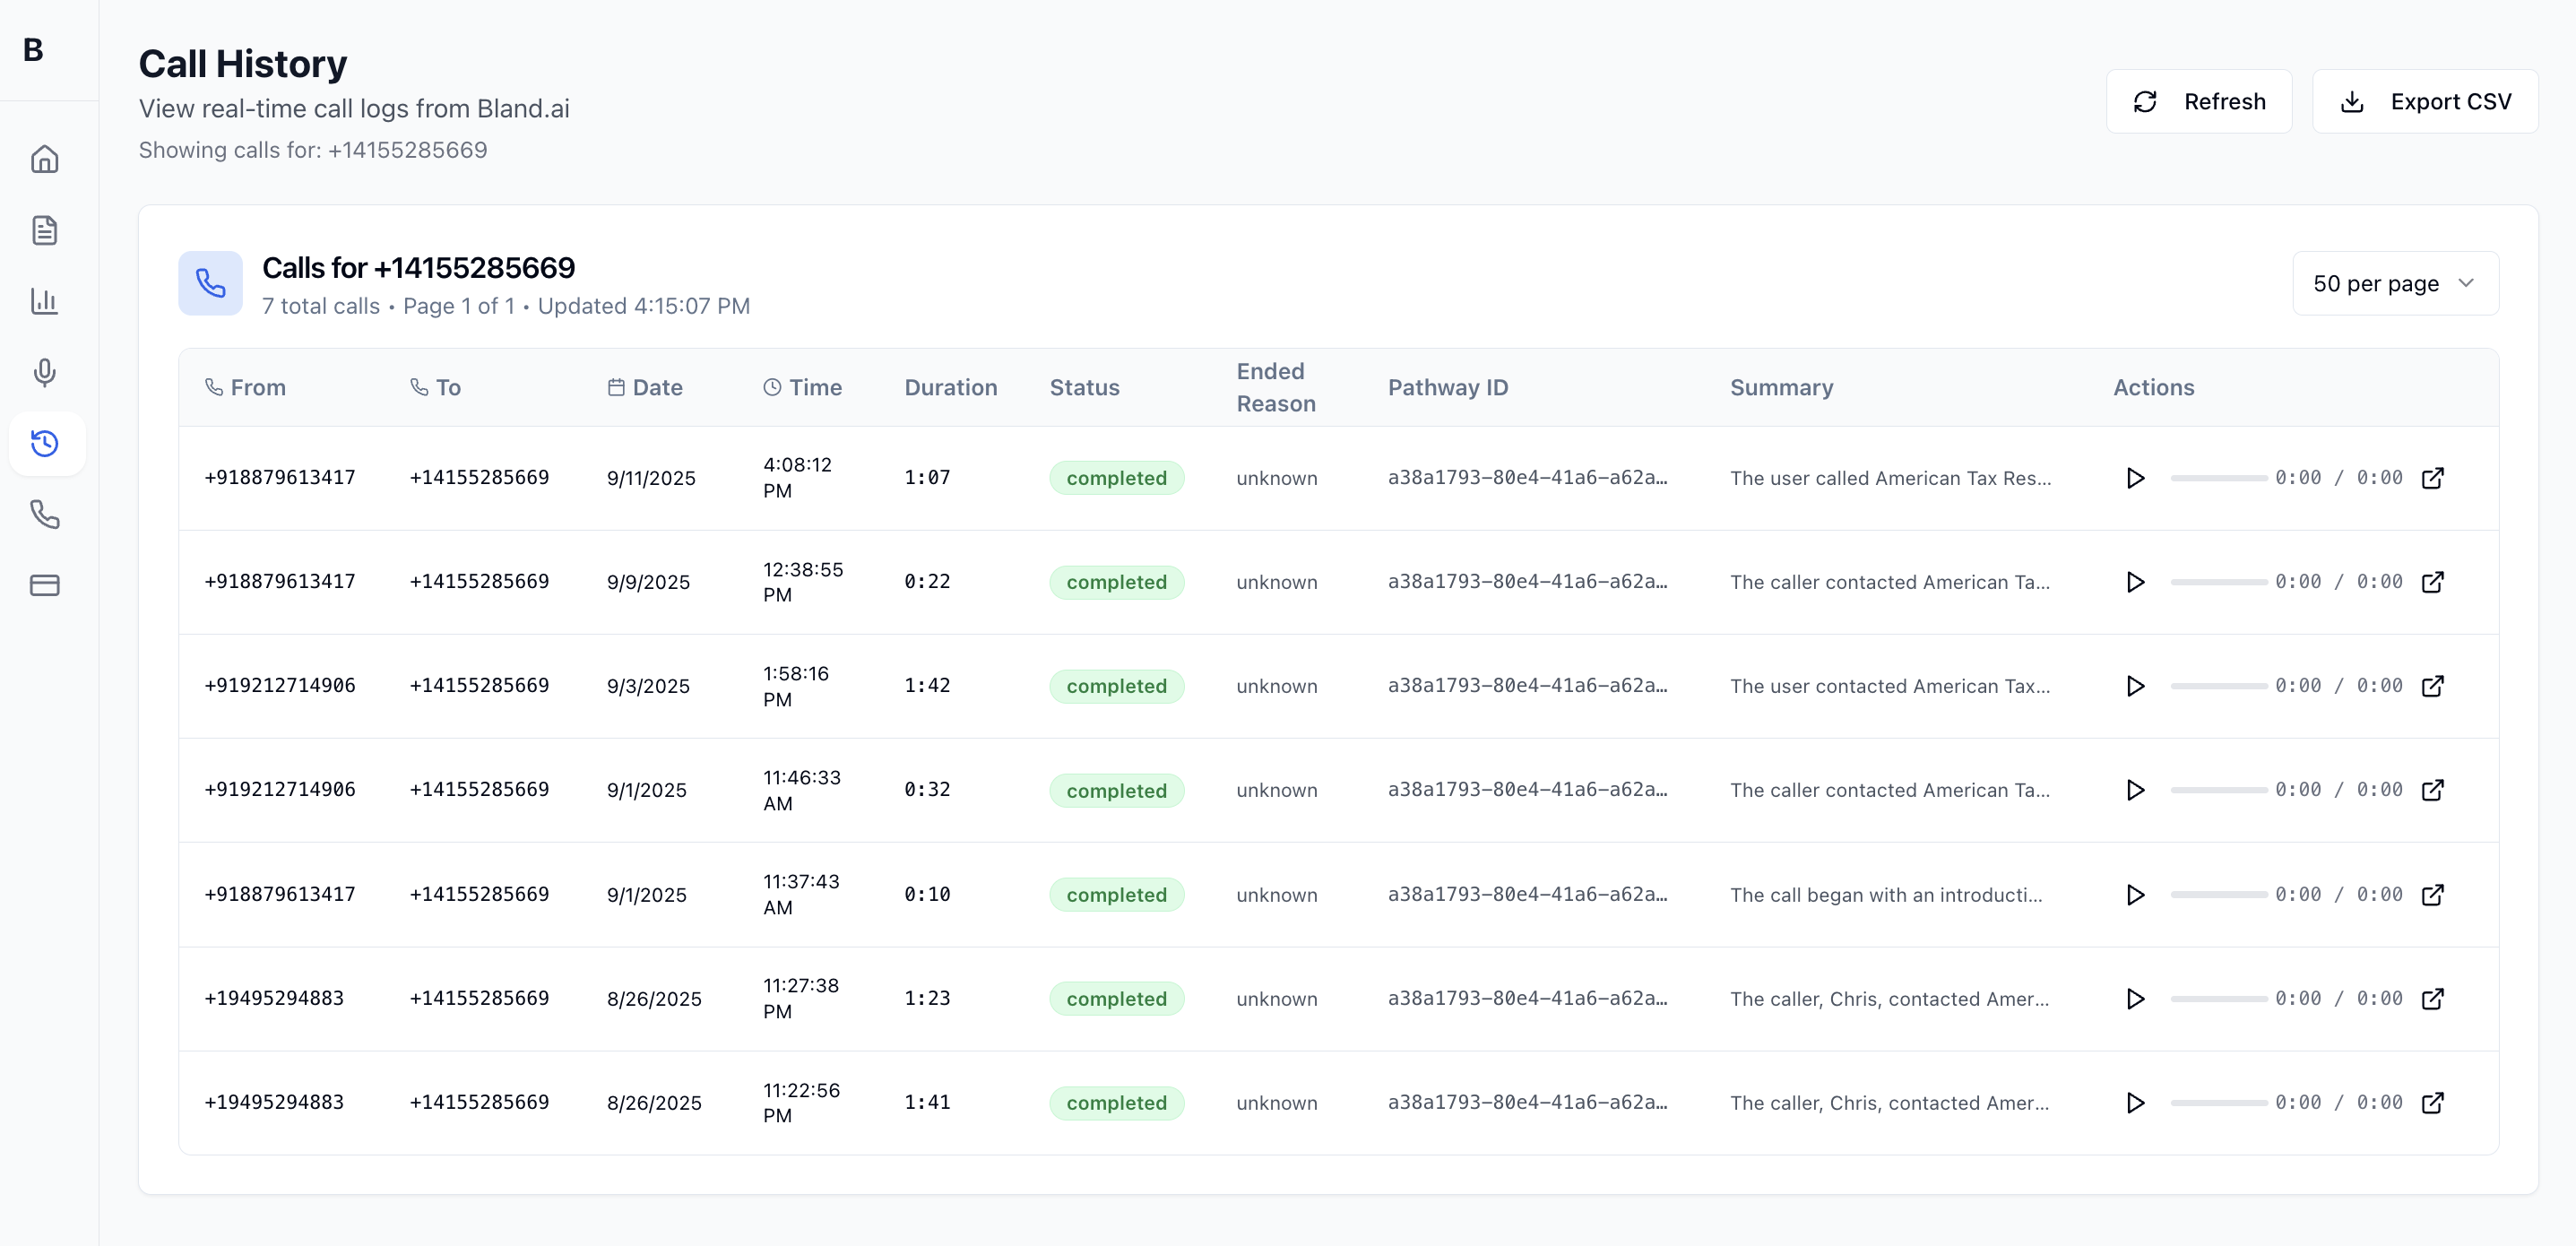 B
Call History
View real-time call logs from Bland.ai
Showing calls for: +14155285669
Refresh
Export CSV
Calls for +14155285669
7 total calls • Page 1 of 1 • Updated 4:15:07 PM
50 per page
From To Date Time Duration Status Ended Reason Pathway ID Summary Actions
+918879613417 +14155285669 9/11/2025 4:08:12 PM 1:07 completed unknown a38a1793-80e4-41a6-a62a… The user called American Tax Res... 0:00 / 0:00
+918879613417 +14155285669 9/9/2025 12:38:55 PM 0:22 completed unknown a38a1793-80e4-41a6-a62a… The caller contacted American Ta... 0:00 / 0:00
+919212714906 +14155285669 9/3/2025 1:58:16 PM 1:42 completed unknown a38a1793-80e4-41a6-a62a… The user contacted American Tax... 0:00 / 0:00
+919212714906 +14155285669 9/1/2025 11:46:33 AM 0:32 completed unknown a38a1793-80e4-41a6-a62a… The caller contacted American Ta... 0:00 / 0:00
+918879613417 +14155285669 9/1/2025 11:37:43 AM 0:10 completed unknown a38a1793-80e4-41a6-a62a… The call began with an introducti... 0:00 / 0:00
+19495294883 +14155285669 8/26/2025 11:27:38 PM 1:23 completed unknown a38a1793-80e4-41a6-a62a… The caller, Chris, contacted Amer... 0:00 / 0:00
+19495294883 +14155285669 8/26/2025 11:22:56 PM 1:41 completed unknown a38a1793-80e4-41a6-a62a… The caller, Chris, contacted Amer... 0:00 / 0:00